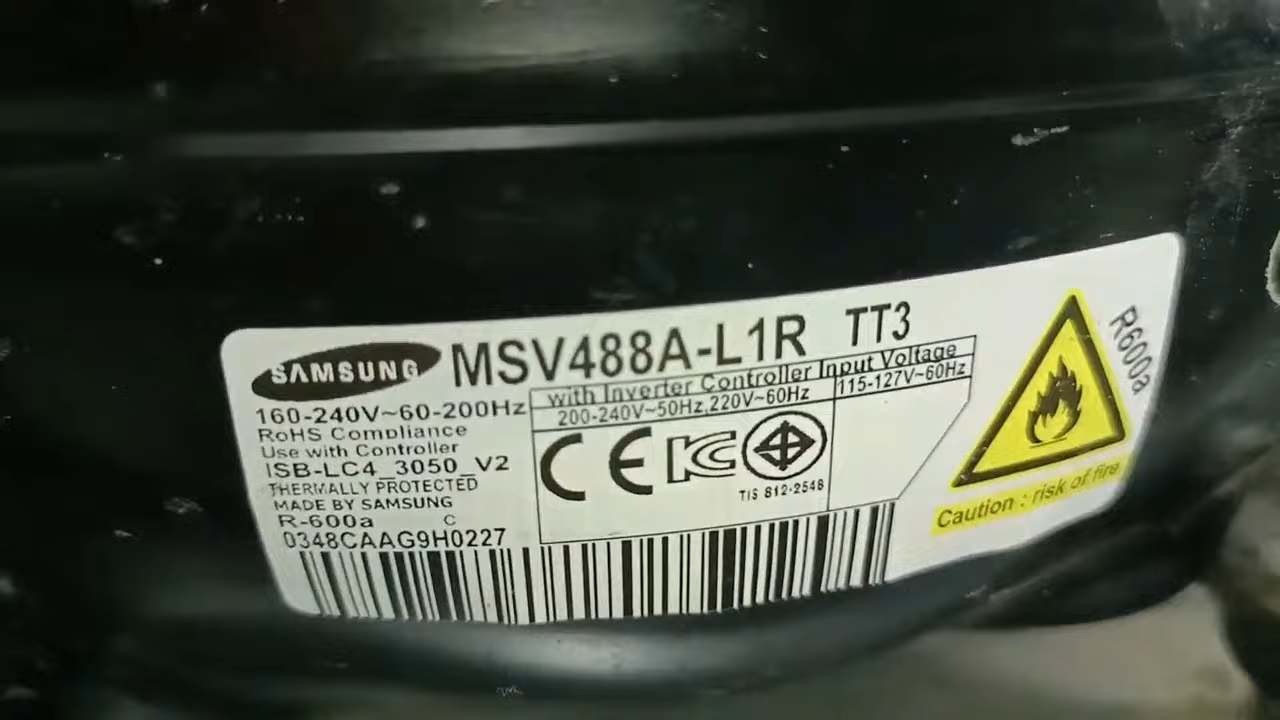 SAMSUNG MSV488A-L1R TT3
160-240V~60-200Hz
RoHS Compliance
Use with Controller
ISB-LC4_3050_V2
THERMALLY PROTECTED
MADE BY SAMSUNG
R-600a C
0348CAAG9H0227
with Inverter Controller Input Voltage
200-240V~50Hz,220V~60Hz
115-127V~60Hz
CE KC
TIS 812-2548
R600a
Caution : risk of fire